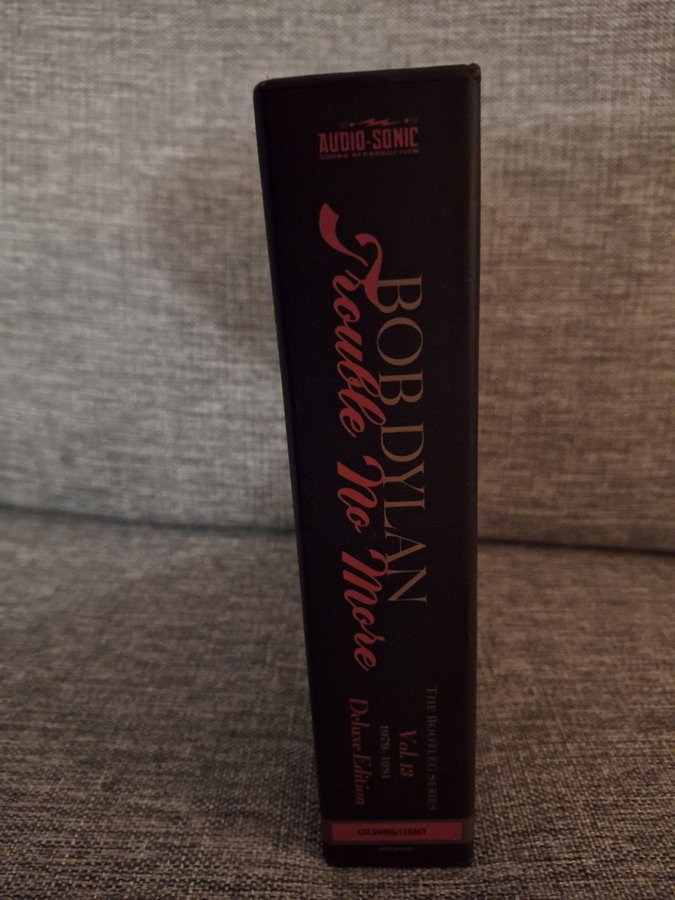 AUDIO-SONIC
SOUND REPRODUCTION
BOB DYLAN
Trouble No More
THE BOOTLEG SERIES
Vol. 13
1979-1981
Deluxe Edition
COLUMBIA/LEGACY